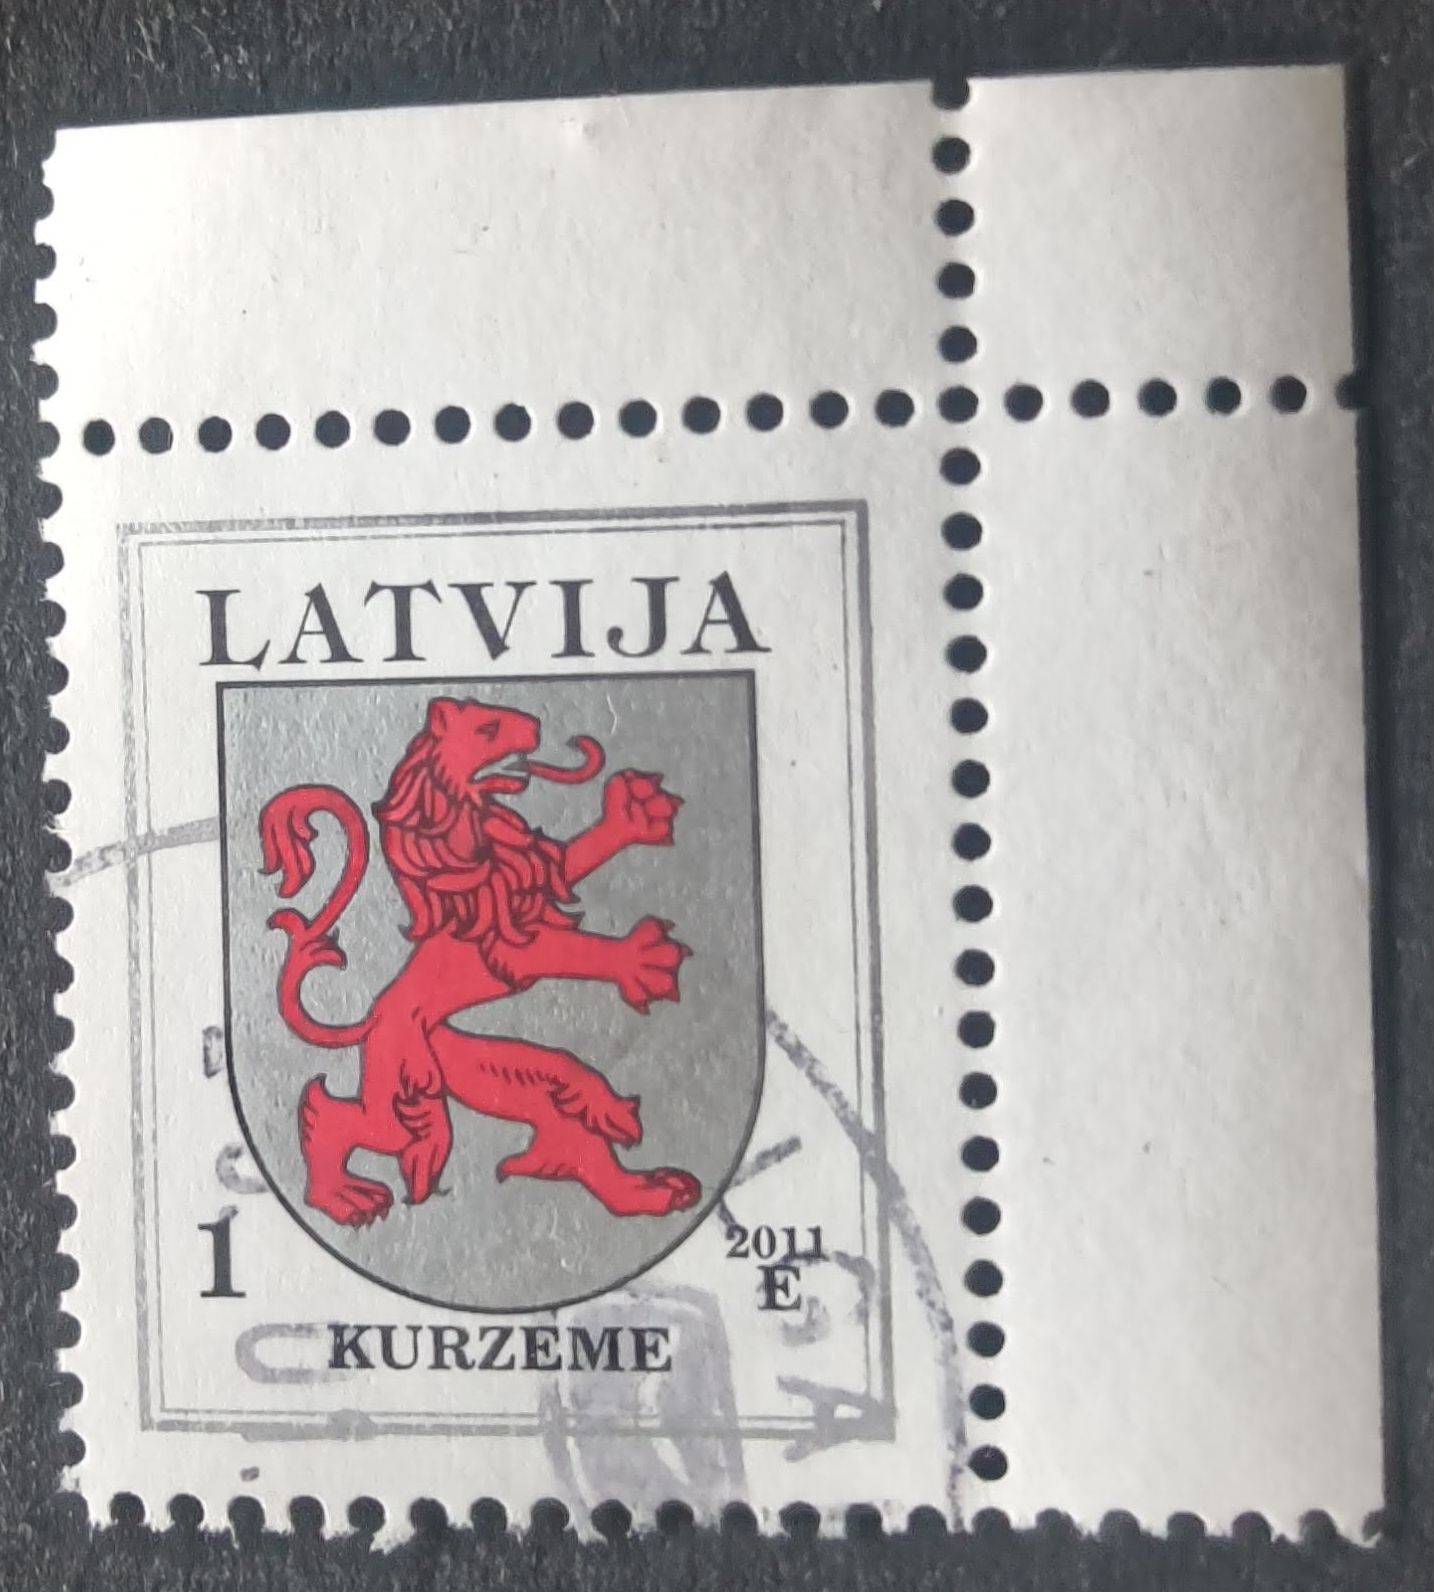 LATVIJA
1
2011
E
KURZEME